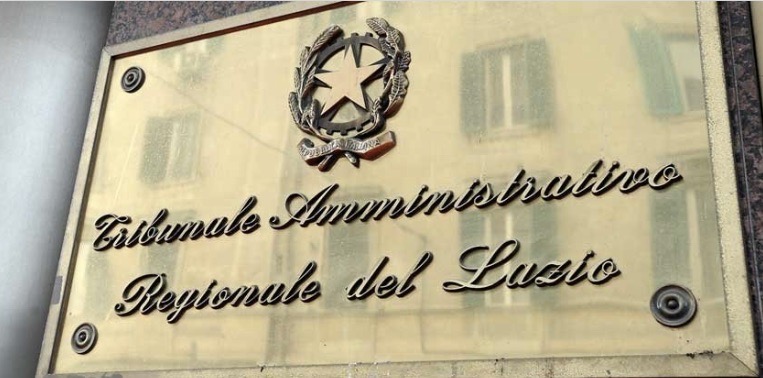 Tribunale Amministrativo
Regionale del Lazio